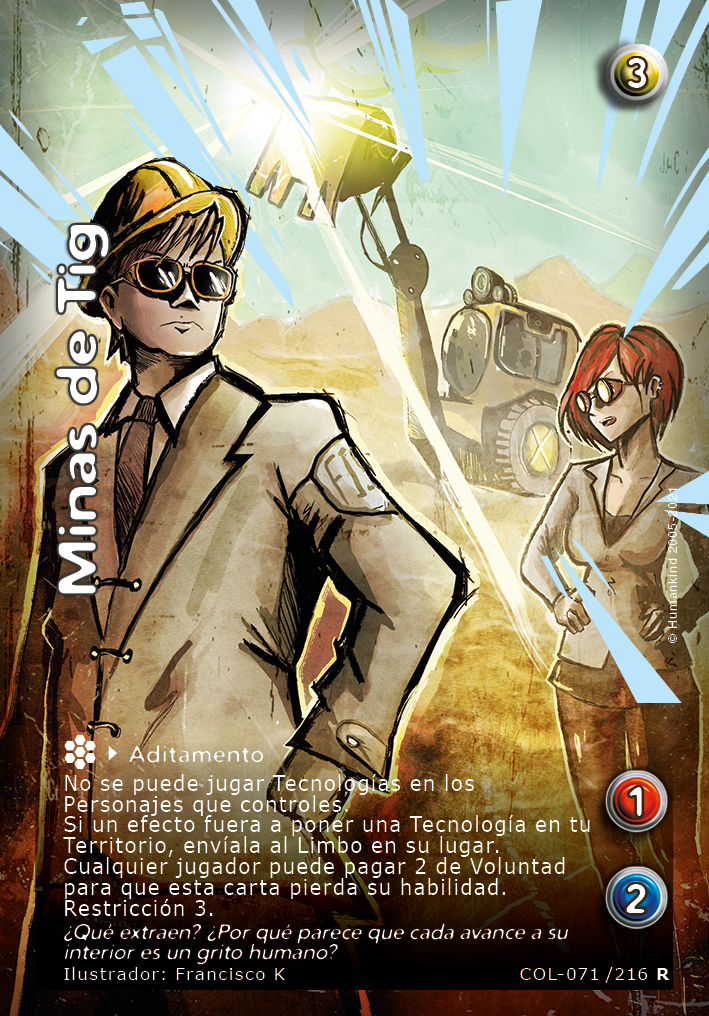 3
Minas de Tig
© HumankInd 2005-2021
Aditamento
No se puede jugar Tecnologías en los
Personajes que controles.
Si un efecto fuera a poner una Tecnología en tu
Territorio, envíala al Limbo en su lugar.
Cualquier jugador puede pagar 2 de Voluntad
para que esta carta pierda su habilidad.
Restricción 3.
1
2
¿Qué extraen? ¿Por qué parece que cada avance a su
interior es un grito humano?
Ilustrador: Francisco K
COL-071 /216 R